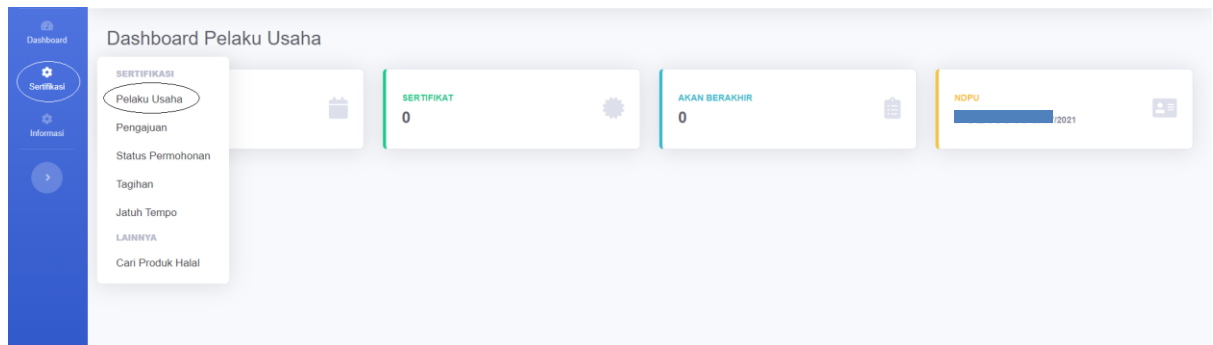 Dashboard
Sertifikasi
Informasi
Dashboard Pelaku Usaha
SERTIFIKASI
Pelaku Usaha
Pengajuan
Status Permohonan
Tagihan
Jatuh Tempo
LAINNYA
Cari Produk Halal
SERTIFIKAT
0
AKAN BERAKHIR
0
NDPU
/2021